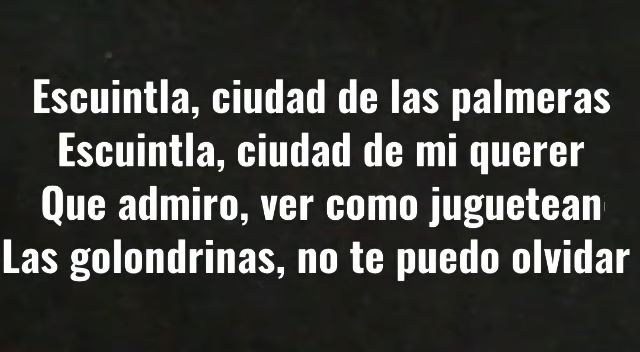 Escuintla, ciudad de las palmeras
Escuintla, ciudad de mi querer
Que admiro, ver como juguetean
Las golondrinas, no te puedo olvidar